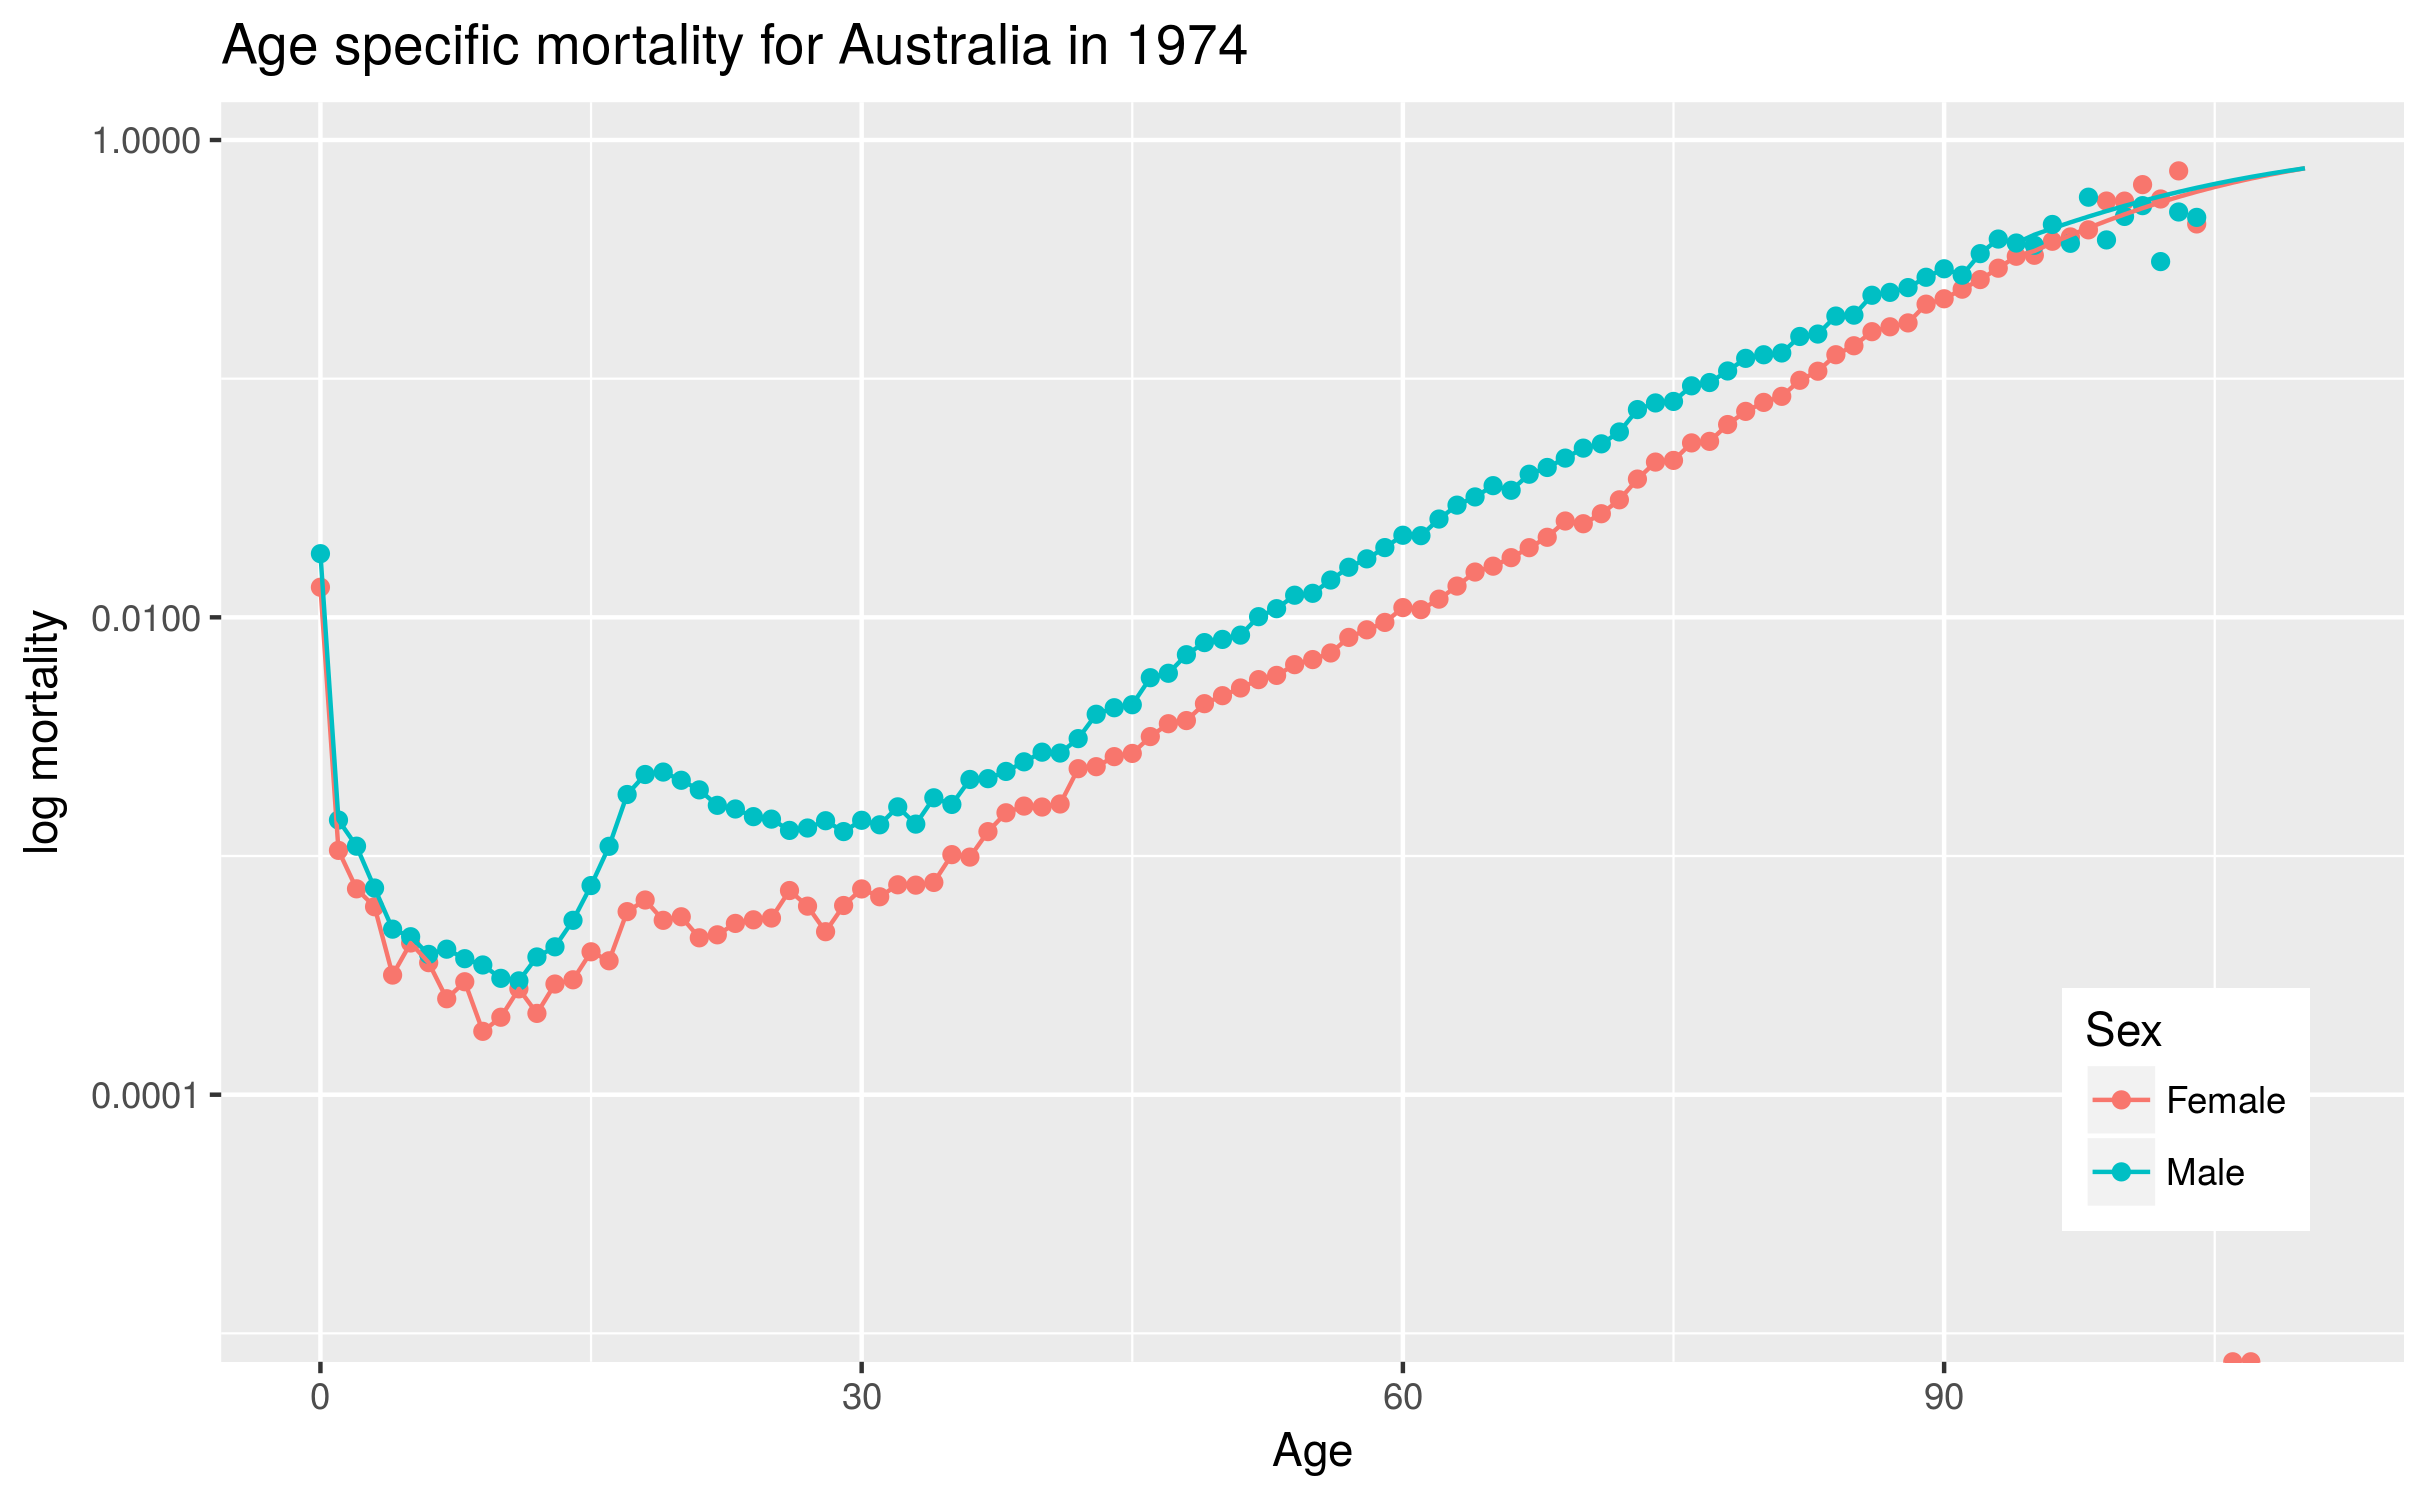 Age specific mortality for Australia in 1974
1.0000
0.0100
0.0001
log mortality
Sex
Female
Male
0
30
60
90
Age